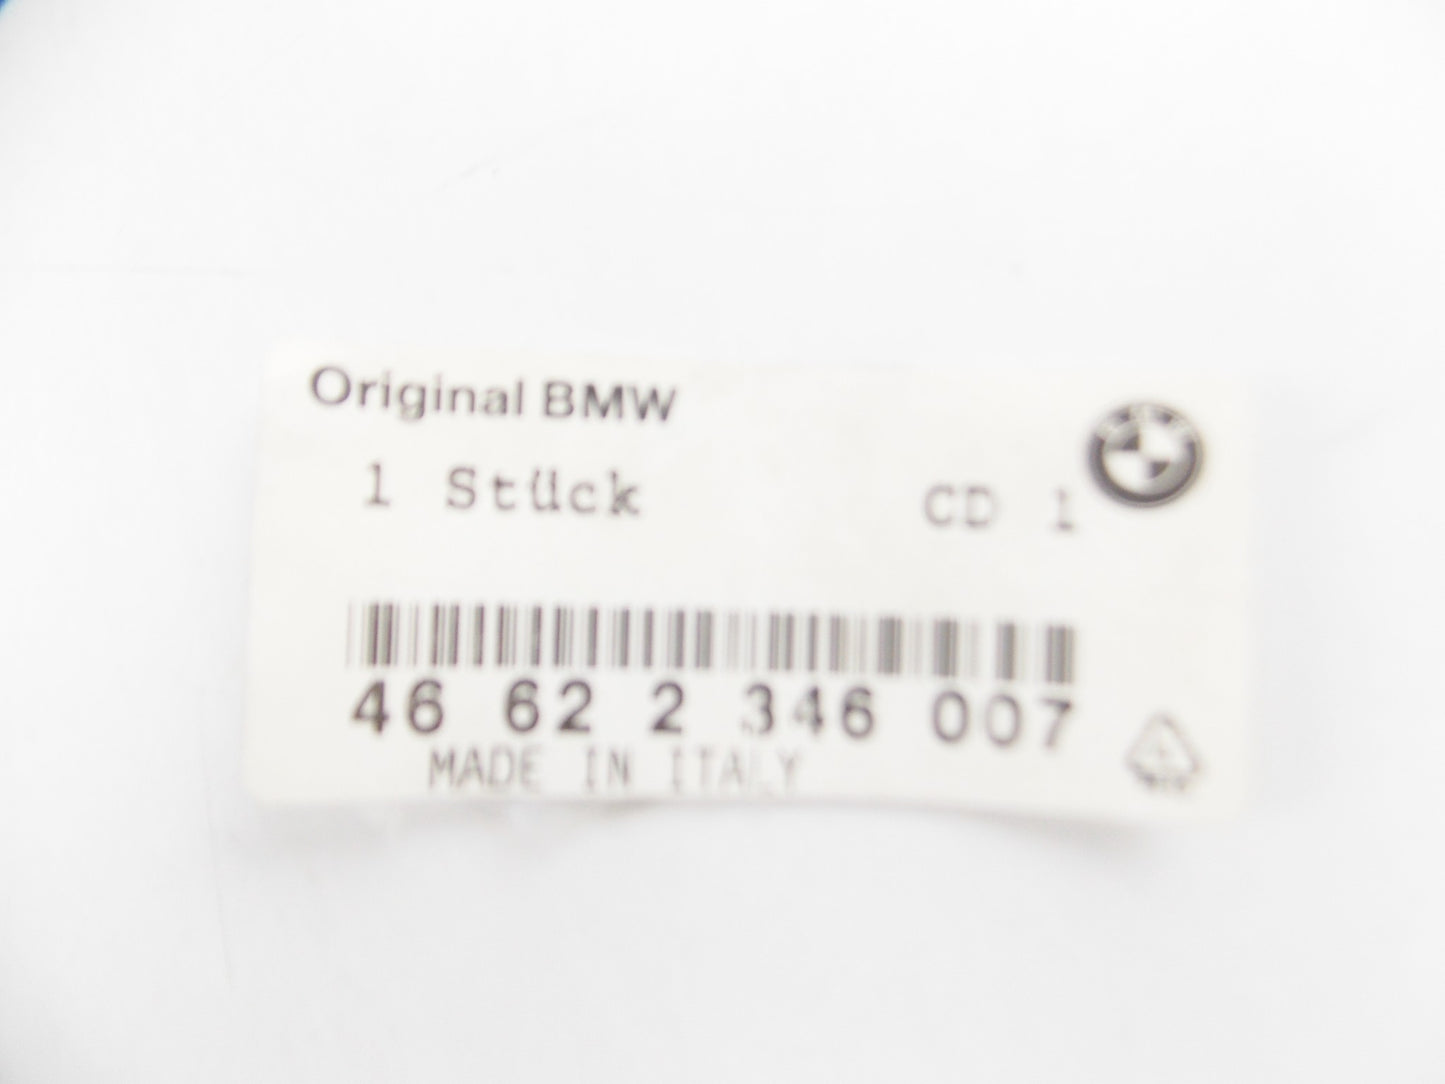 Original BMW
1 Stück CD 1
46 62 2 346 007
MADE IN ITALY